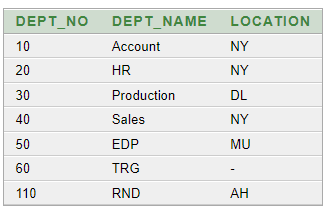 DEPT_NO DEPT_NAME LOCATION
10 Account NY
20 HR NY
30 Production DL
40 Sales NY
50 EDP MU
60 TRG -
110 RND AH